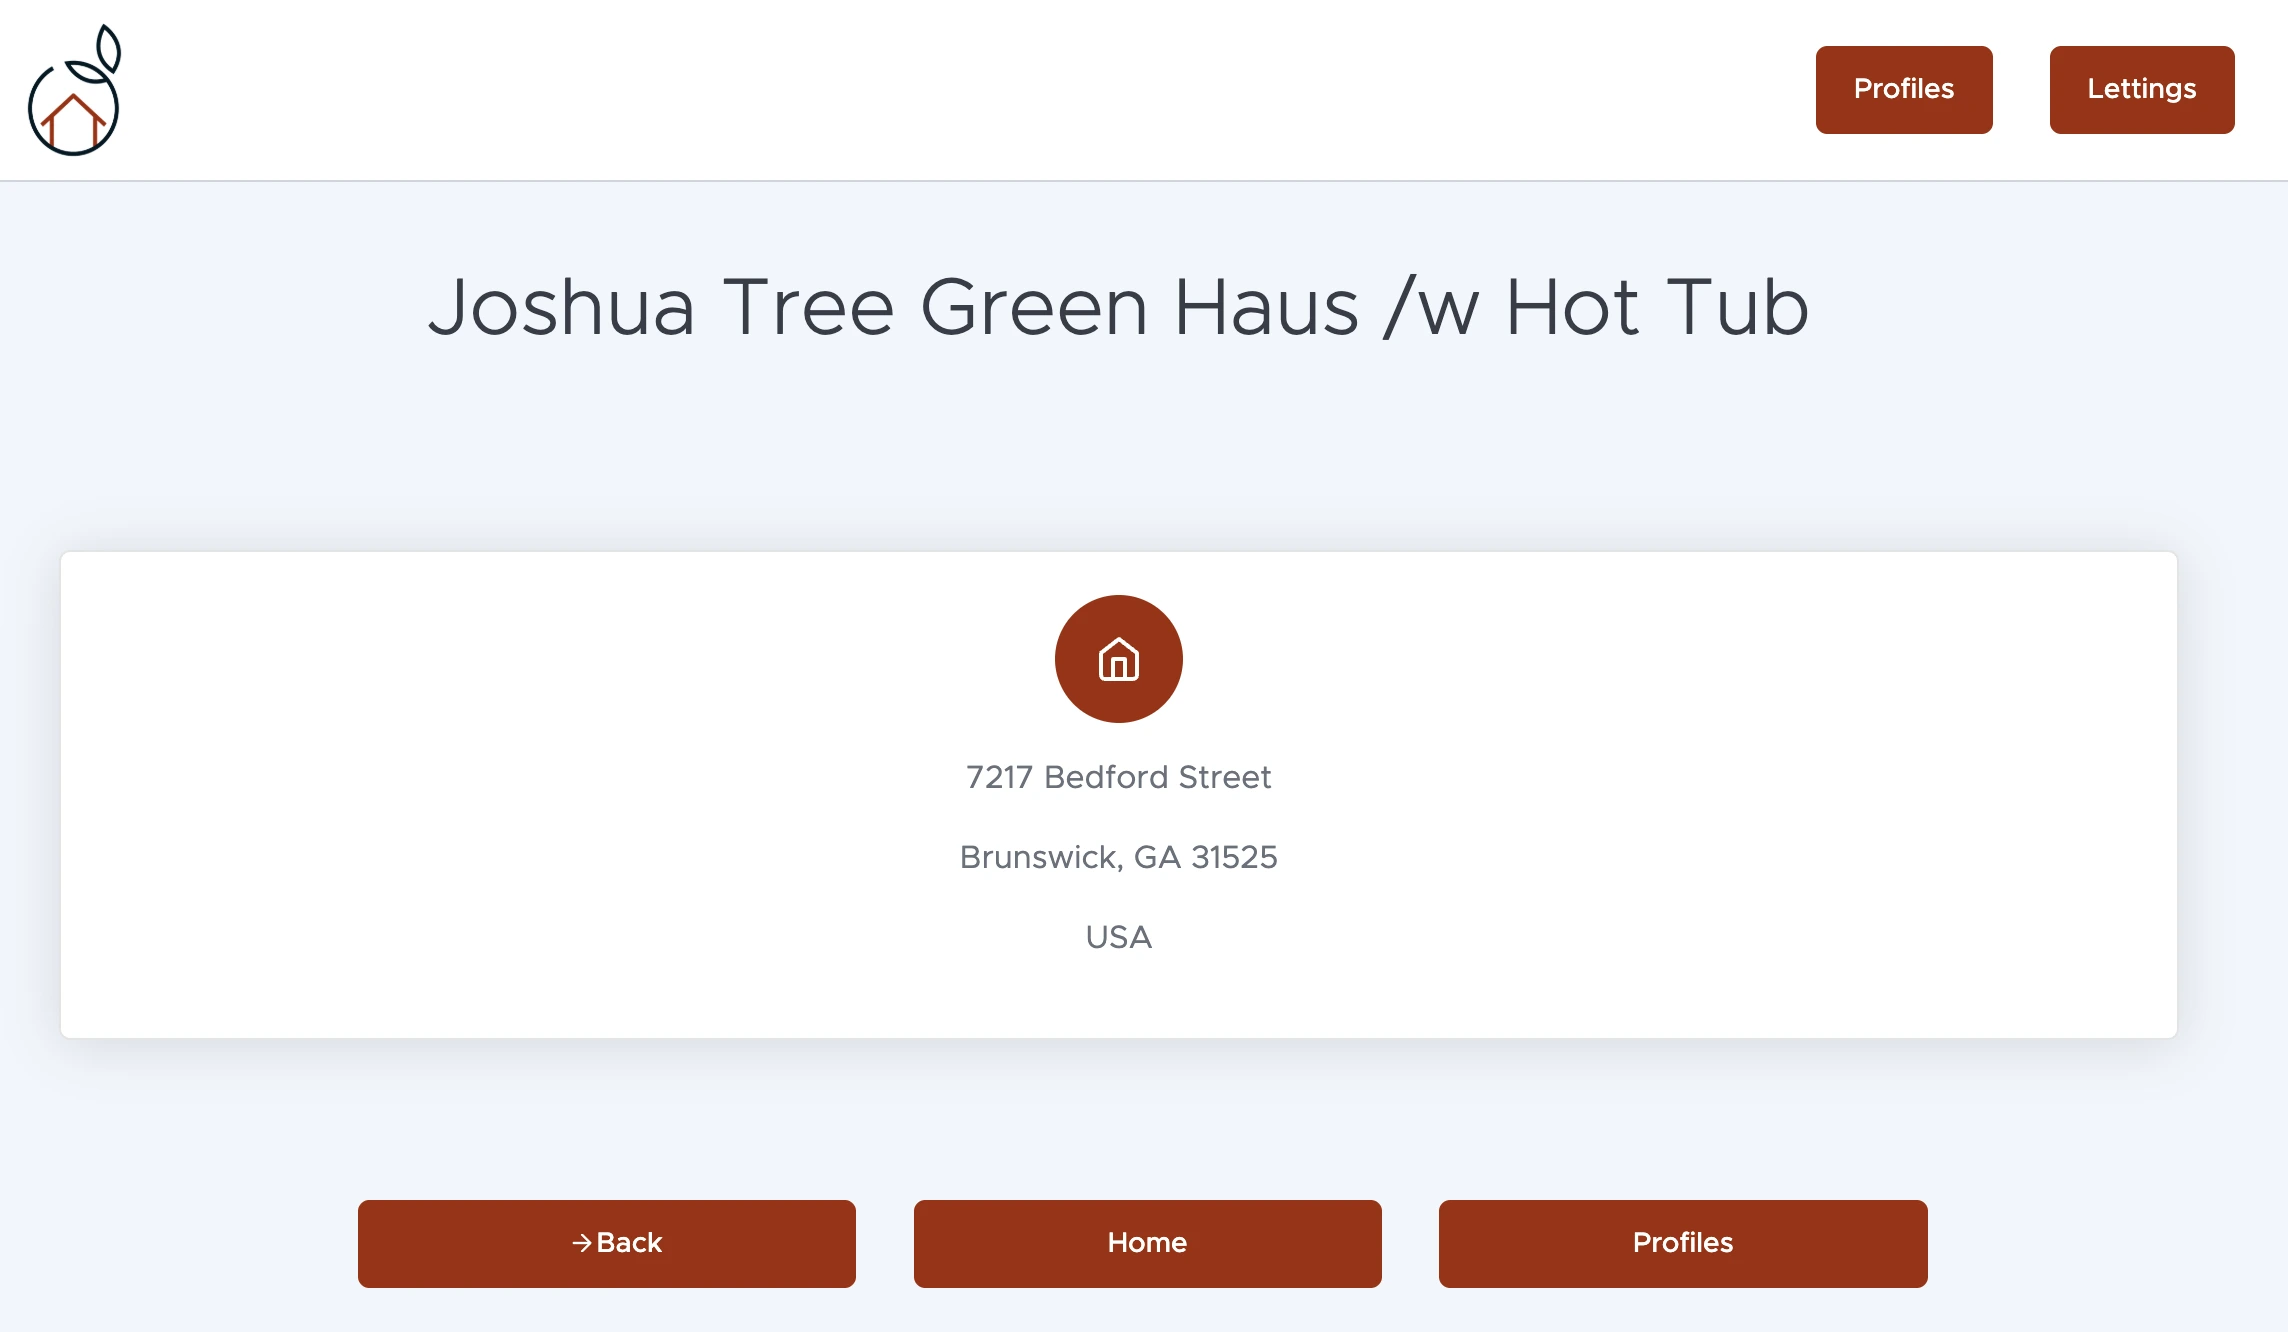 Profiles
Lettings
Joshua Tree Green Haus /w Hot Tub
7217 Bedford Street
Brunswick, GA 31525
USA
→Back
Home
Profiles